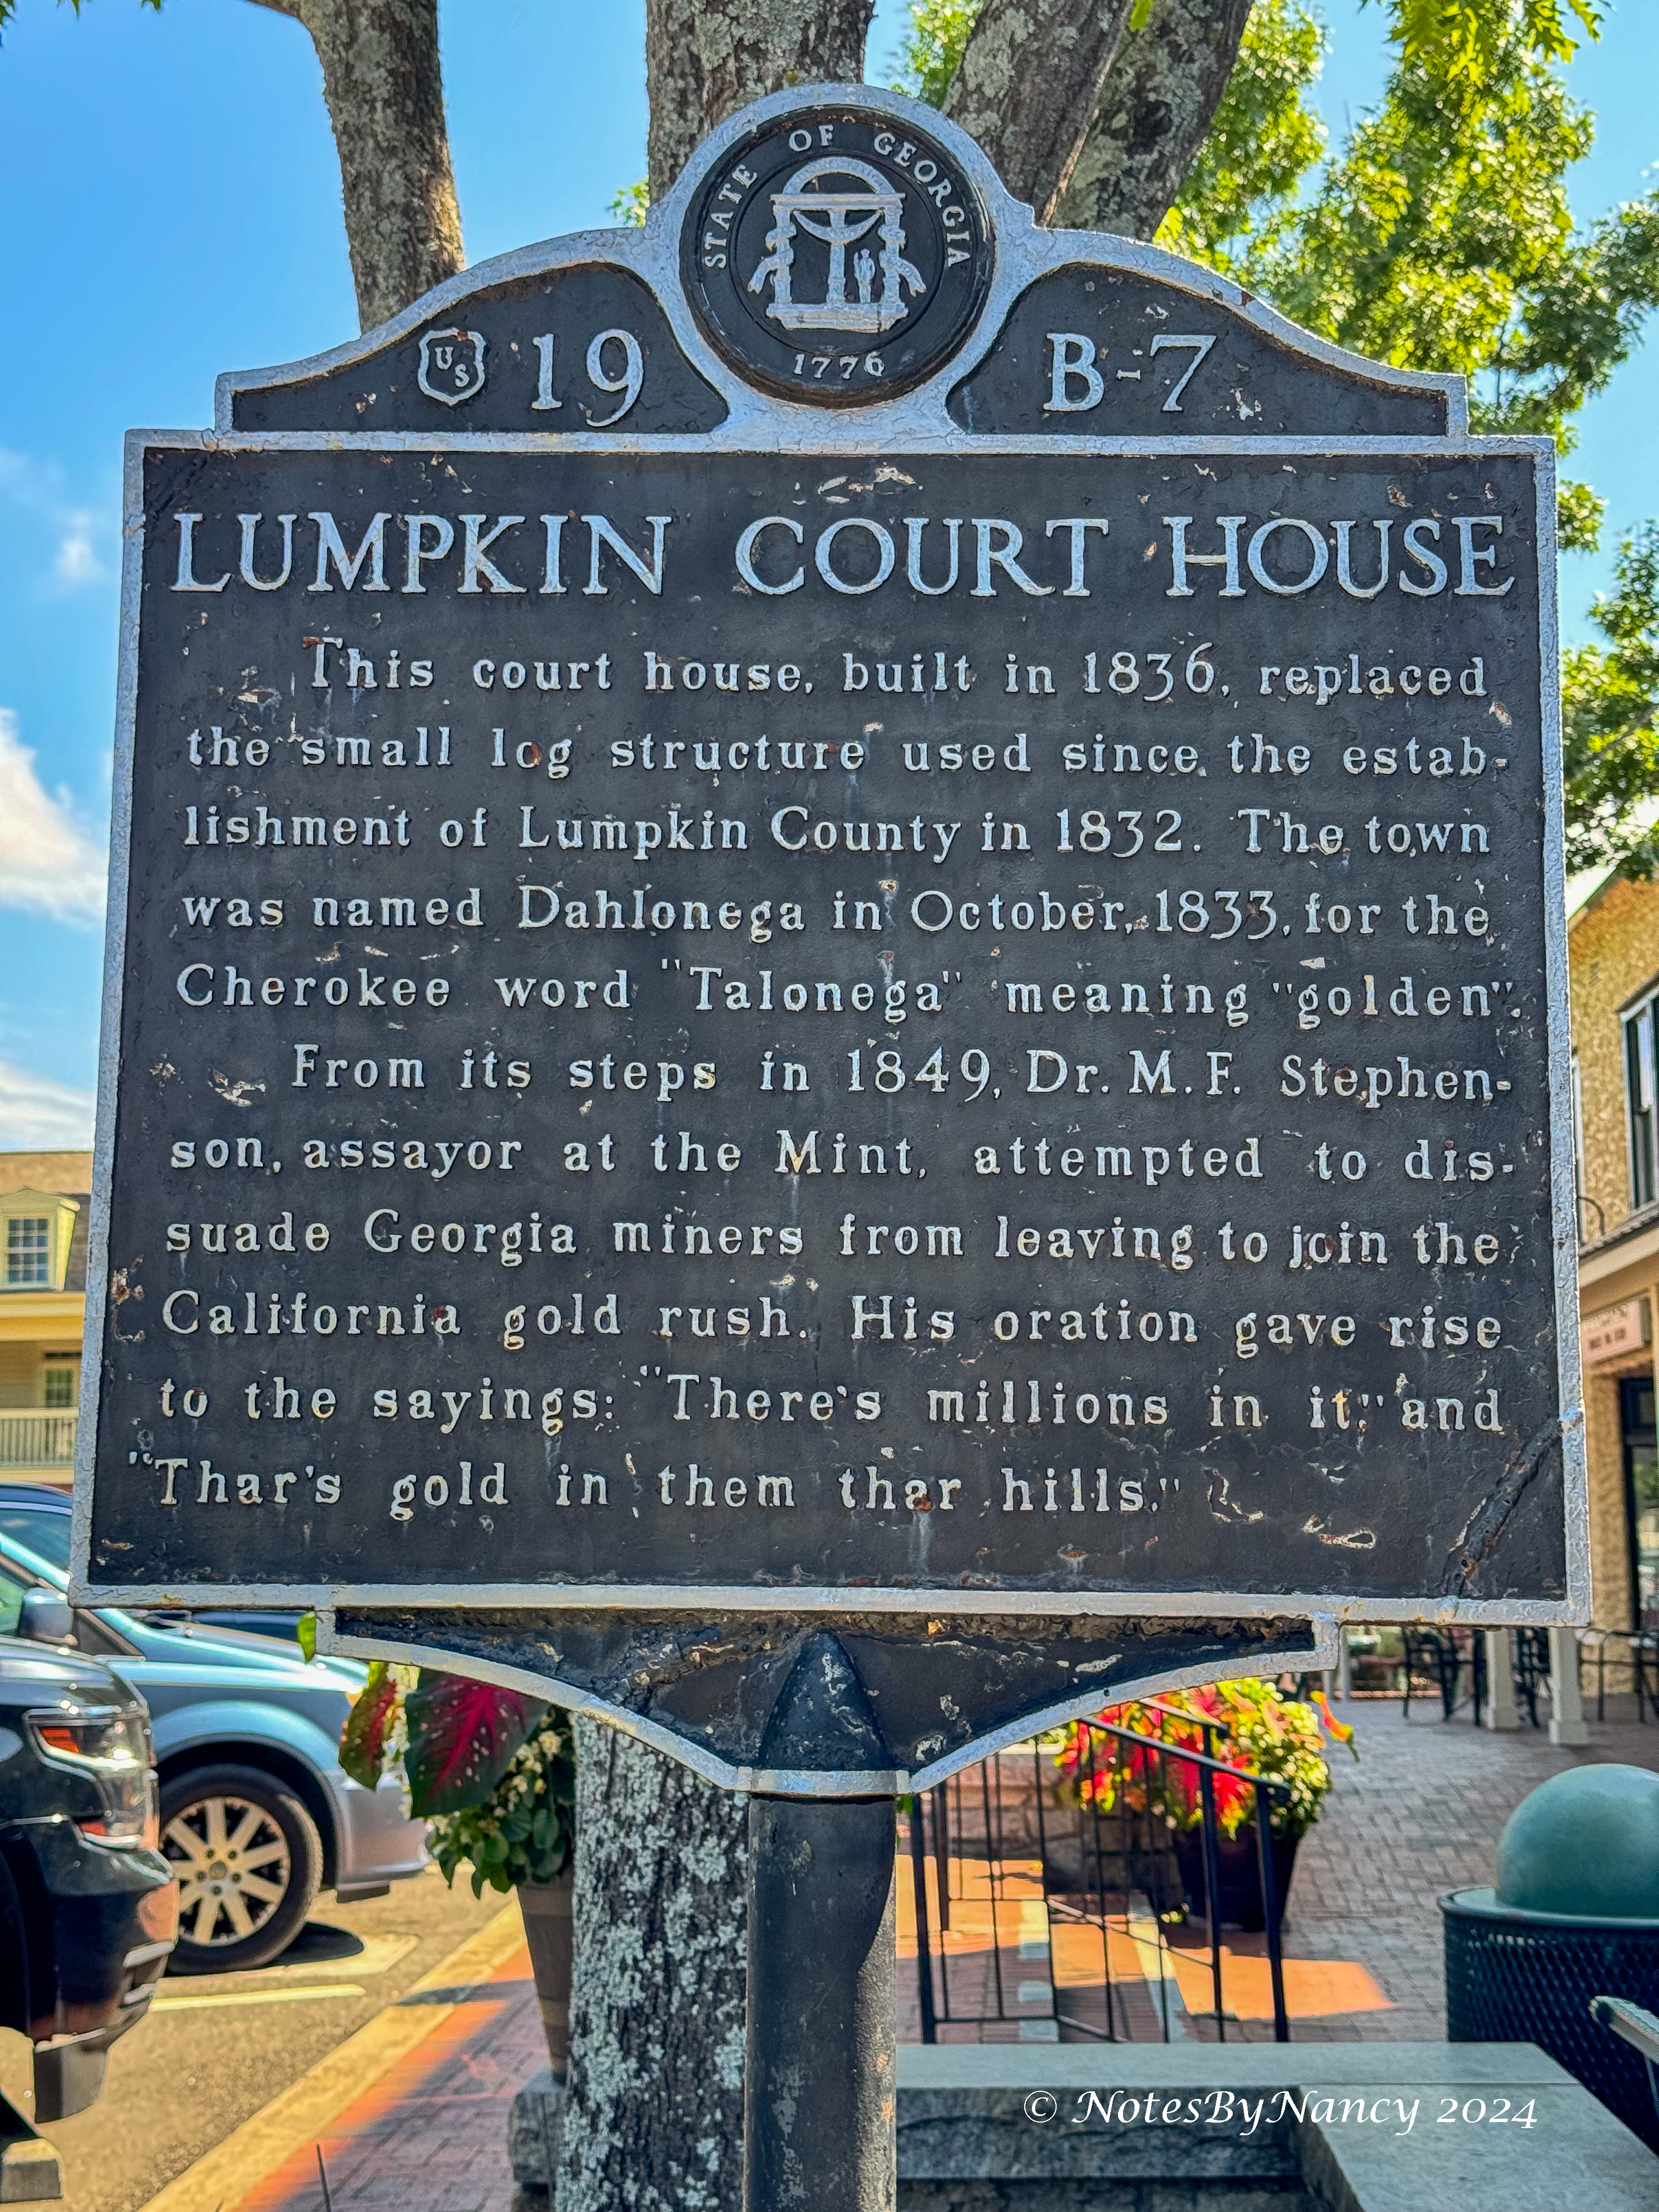 STATE OF GEORGIA
1776
US 19 B-7
LUMPKIN COURT HOUSE
This court house, built in 1836, replaced
the small log structure used since the estab-
lishment of Lumpkin County in 1832. The town
was named Dahlonega in October, 1833, for the
Cherokee word "Talonega" meaning "golden".
From its steps in 1849, Dr. M. F. Stephen-
son, assayor at the Mint, attempted to dis-
suade Georgia miners from leaving to join the
California gold rush. His oration gave rise
to the sayings: "There's millions in it," and
"Thar's gold in them thar hills."
© NotesByNancy 2024